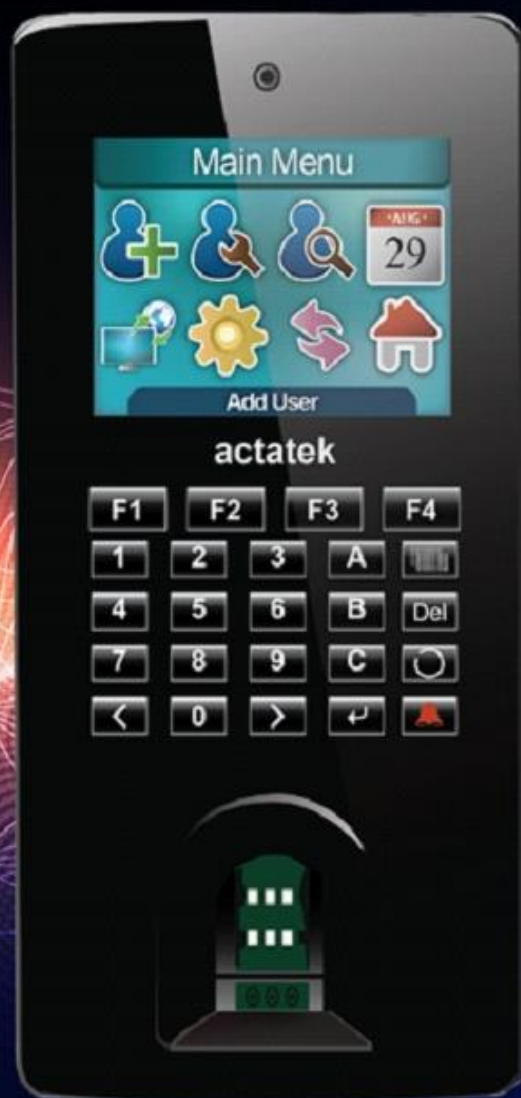 Main Menu
AUG
29
Add User
actatek
F1 F2 F3 F4
1 2 3 A
4 5 6 B Del
7 8 9 C
< 0 >